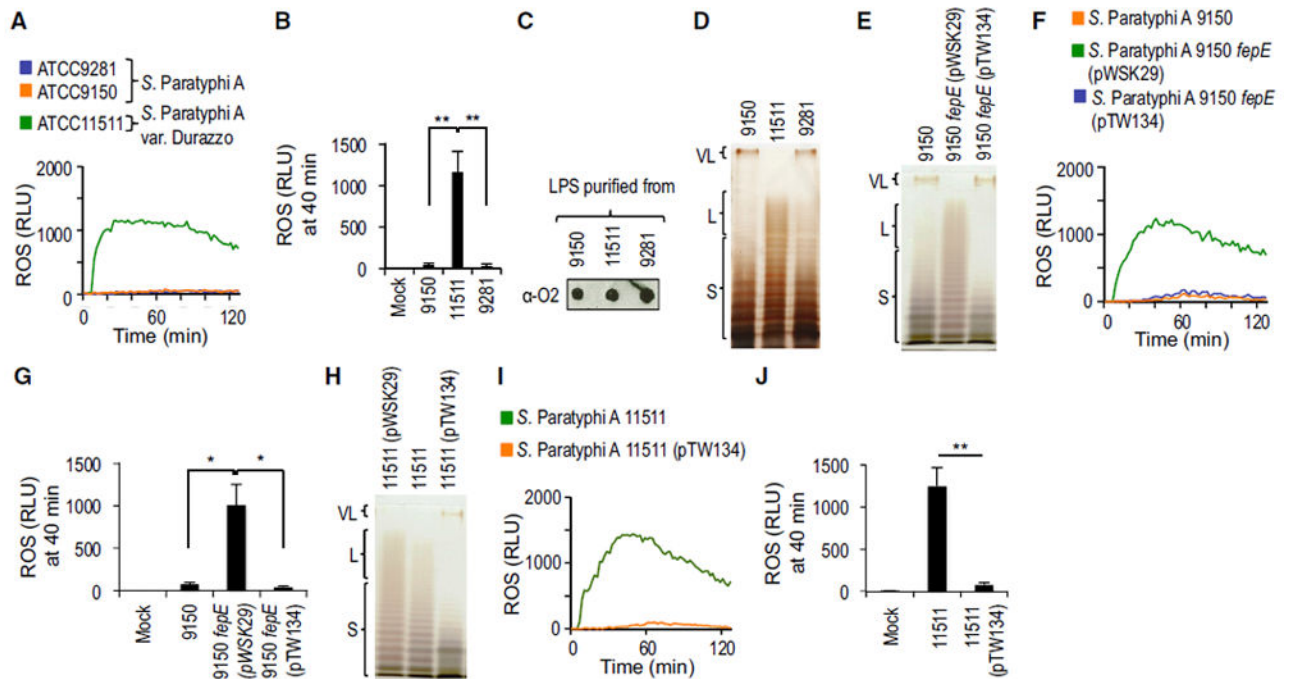 A
ATCC9281
ATCC9150
S. Paratyphi A
ATCC11511
S. Paratyphi A
var. Durazzo
ROS (RLU)
2000
1000
0
0 60 120
Time (min)
B
** **
ROS (RLU)
at 40 min
1500
1000
500
0
Mock
9150
11511
9281
C
LPS purified from
9150
11511
9281
α-O2
D
9150
11511
9281
VL
L
S
E
9150
9150 fepE (pWSK29)
9150 fepE (pTW134)
VL
L
S
F
S. Paratyphi A 9150
S. Paratyphi A 9150 fepE
(pWSK29)
S. Paratyphi A 9150 fepE
(pTW134)
ROS (RLU)
2000
1000
0
0 60 120
Time (min)
G
* *
ROS (RLU)
at 40 min
1500
1000
500
0
Mock
9150
9150 fepE
(pWSK29)
9150 fepE
(pTW134)
H
11511 (pWSK29)
11511
11511 (pTW134)
VL
L
S
I
S. Paratyphi A 11511
S. Paratyphi A 11511 (pTW134)
ROS (RLU)
2000
1000
0
0 60 120
Time (min)
J
**
ROS (RLU)
at 40 min
1500
1000
500
0
Mock
11511
11511
(pTW134)